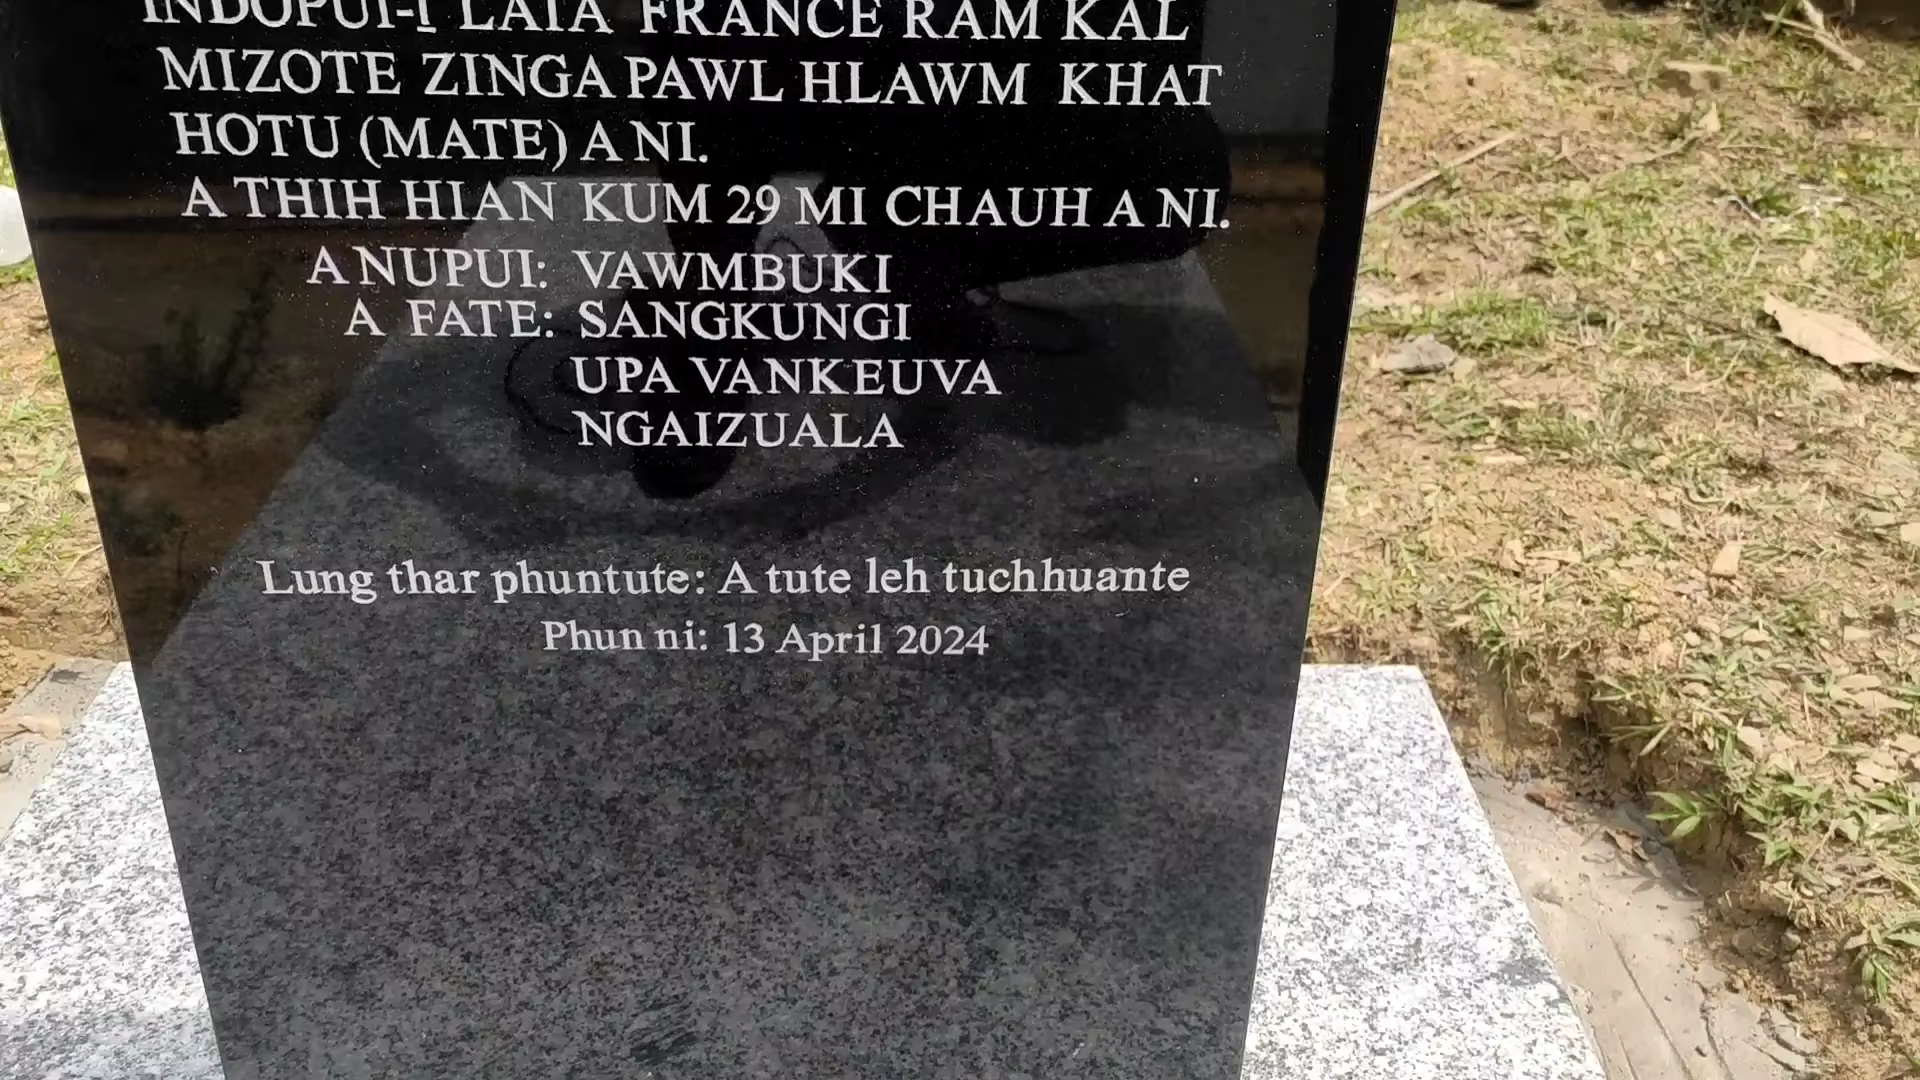 INDOPUI-I LAIA FRANCE RAM KAL
MIZOTE ZINGA PAWL HLAWM KHAT
HOTU (MATE) A NI.
A THIH HIAN KUM 29 MI CHAUH A NI.
A NUPUI: VAWMBUKI
A FATE: SANGKUNGI
UPA VANKEUVA
NGAIZUALA
Lung thar phuntute: A tute leh tuchhuante
Phun ni: 13 April 2024